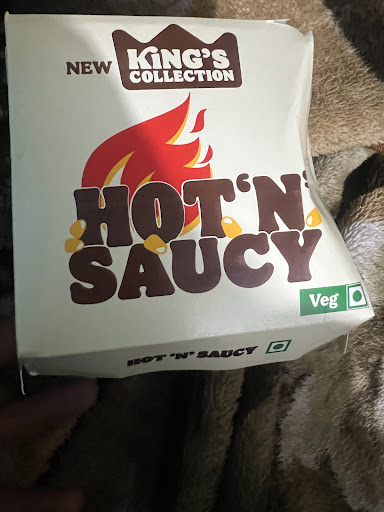 NEW KING'S
COLLECTION
HOT 'N'
SAUCY
Veg
HOT 'N' SAUCY